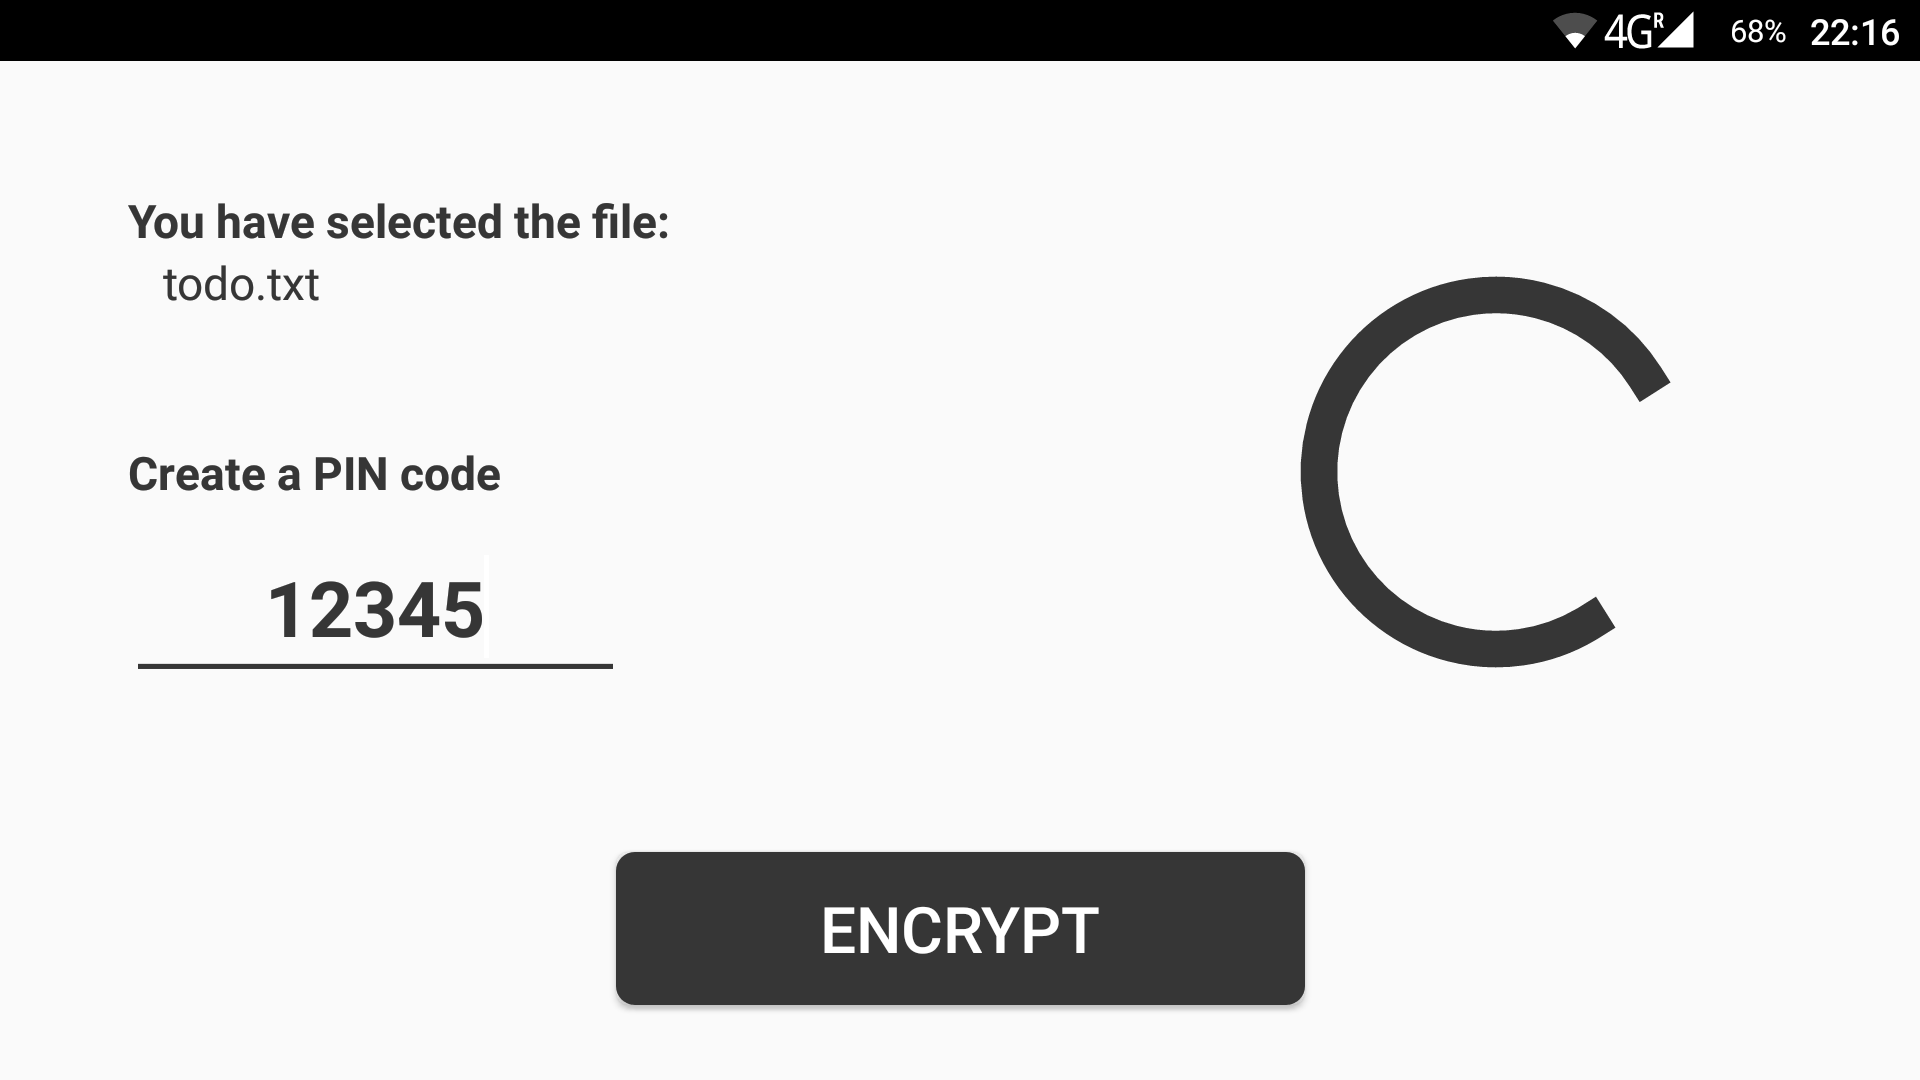 4G R 68% 22:16
You have selected the file:
todo.txt
Create a PIN code
12345
ENCRYPT